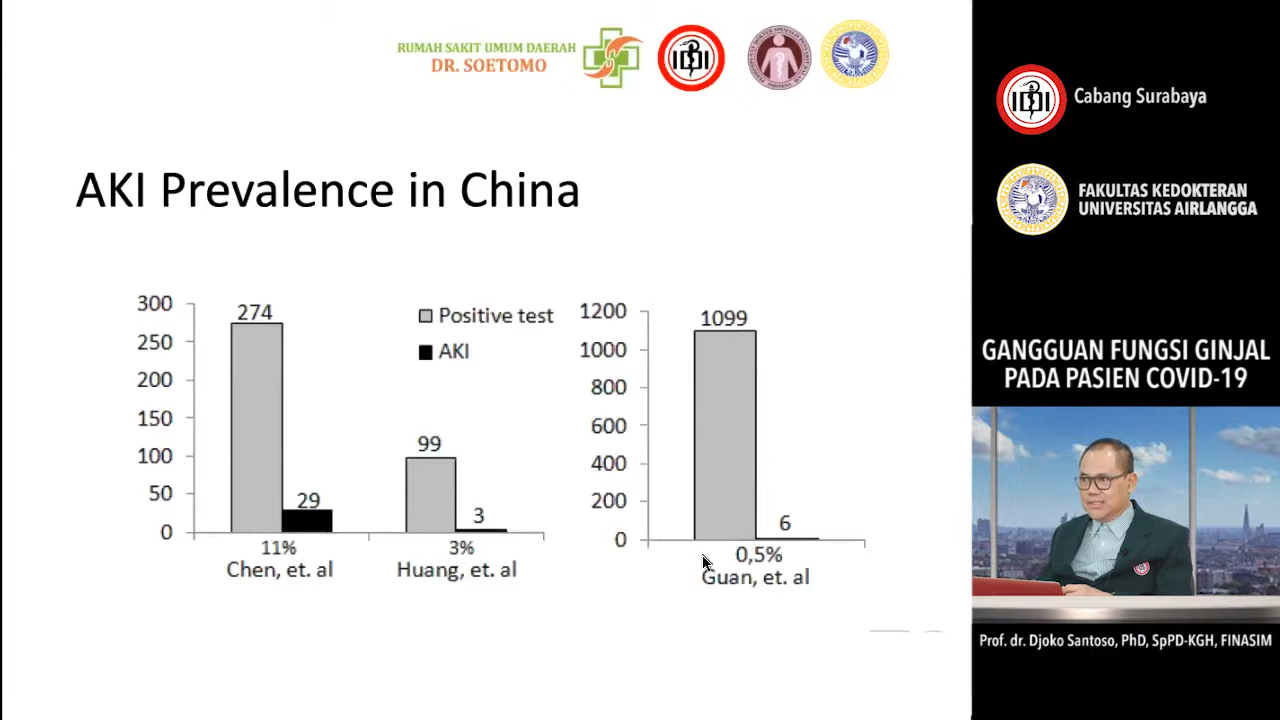 RUMAH SAKIT UMUM DAERAH
DR. SOETOMO
IDI
AKI Prevalence in China
300
250
200
150
100
50
0
274
29
99
3
11%
3%
Chen, et. al
Huang, et. al
Positive test
AKI
1200
1000
800
600
400
200
0
1099
6
0,5%
Guan, et. al
IDI
Cabang Surabaya
FAKULTAS KEDOKTERAN
UNIVERSITAS AIRLANGGA
GANGGUAN FUNGSI GINJAL
PADA PASIEN COVID-19
Prof. dr. Djoko Santoso, PhD, SpPD-KGH, FINASIM